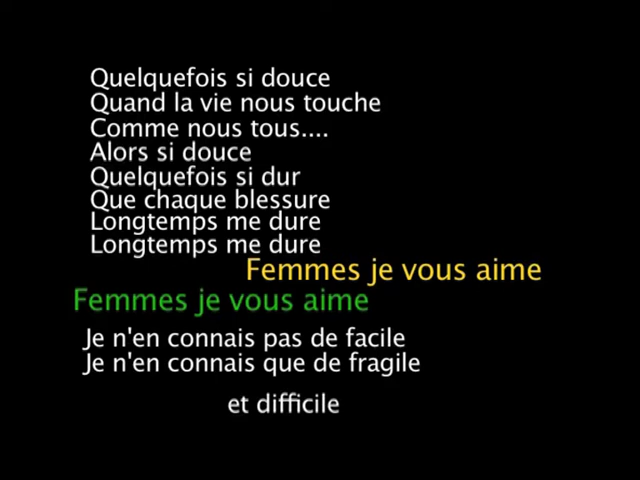 Quelquefois si douce
Quand la vie nous touche
Comme nous tous....
Alors si douce
Quelquefois si dur
Que chaque blessure
Longtemps me dure
Longtemps me dure
Femmes je vous aime
Femmes je vous aime
Je n'en connais pas de facile
Je n'en connais que de fragile
et difficile